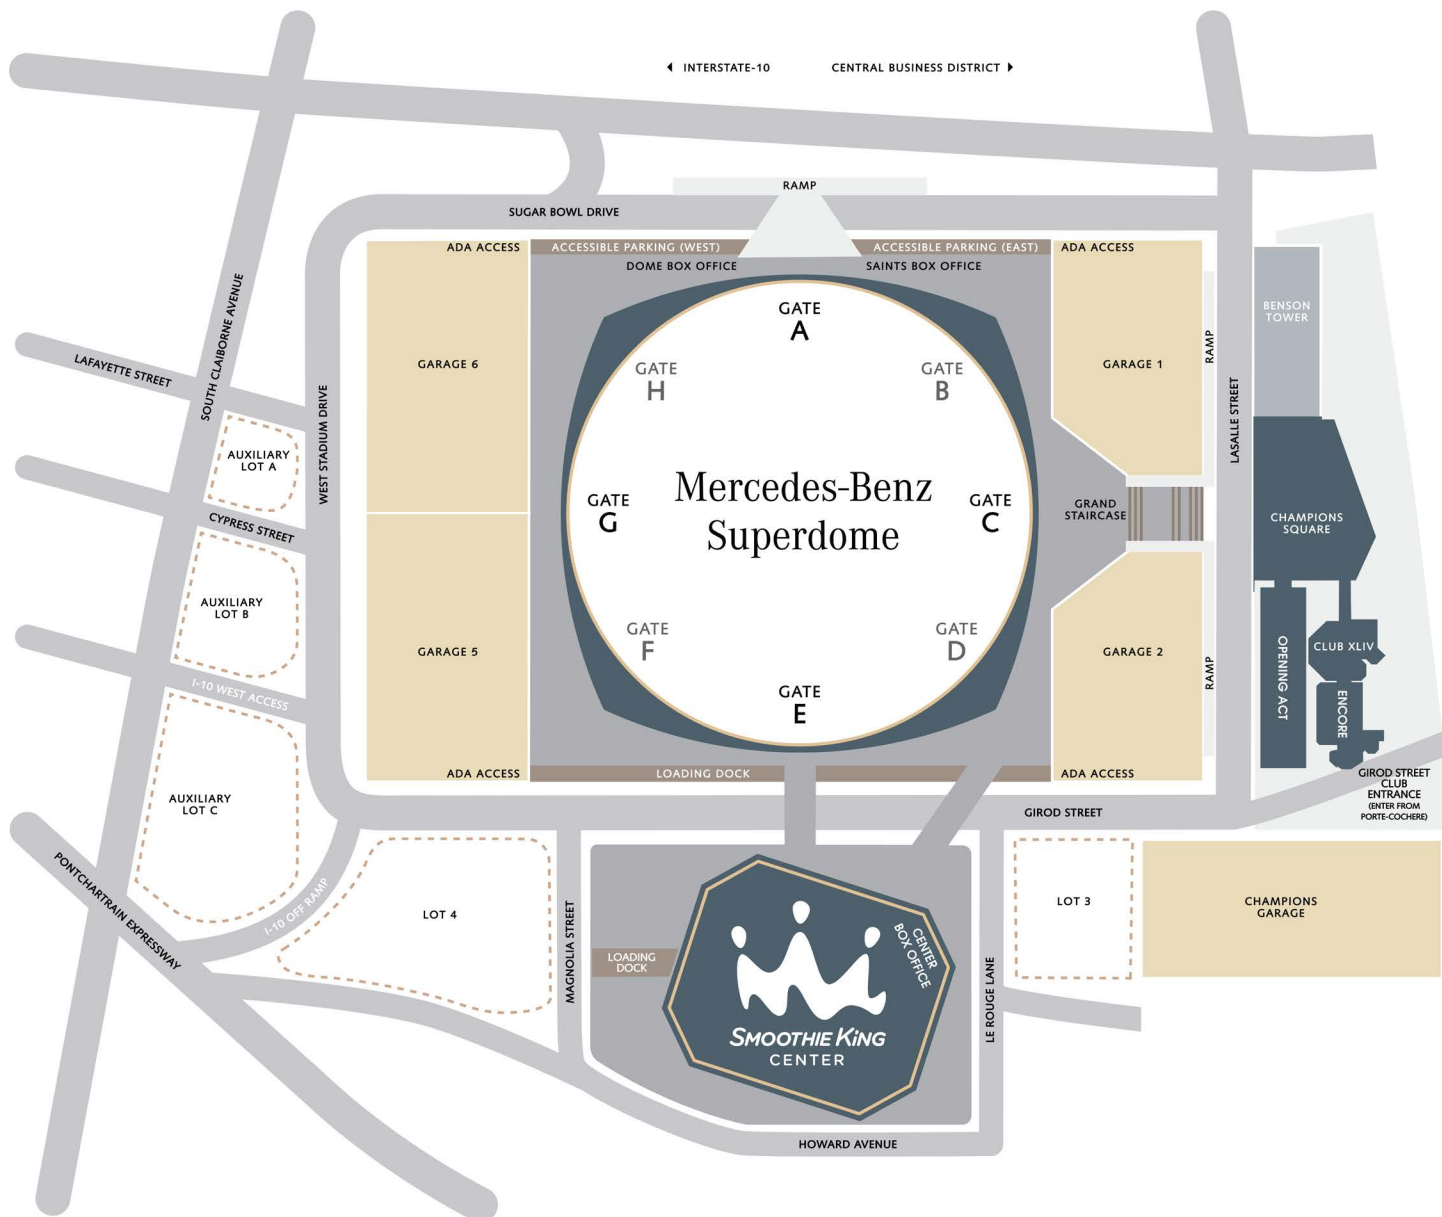 INTERSTATE-10
CENTRAL BUSINESS DISTRICT
RAMP
SUGAR BOWL DRIVE
ADA ACCESS
ACCESSIBLE PARKING (WEST)
ACCESSIBLE PARKING (EAST)
ADA ACCESS
DOME BOX OFFICE
SAINTS BOX OFFICE
GATE
A
BENSON
TOWER
SOUTH CLAIBORNE AVENUE
LAFAYETTE STREET
WEST STADIUM DRIVE
GARAGE 6
GATE
H
GATE
B
GARAGE 1
RAMP
LASALLE STREET
AUXILIARY
LOT A
GATE
G
Mercedes-Benz
Superdome
GATE
C
GRAND
STAIRCASE
CHAMPIONS
SQUARE
CYPRESS STREET
AUXILIARY
LOT B
GARAGE 5
GATE
F
GATE
D
GARAGE 2
RAMP
OPENING ACT
CLUB XLIV
ENCORE
I-10 WEST ACCESS
GATE
E
ADA ACCESS
LOADING DOCK
ADA ACCESS
GIROD STREET
CLUB
ENTRANCE
(ENTER FROM
PORTE-COCHERE)
AUXILIARY
LOT C
GIROD STREET
PONTCHARTRAIN EXPRESSWAY
I-10 OFF RAMP
LOT 4
MAGNOLIA STREET
LOADING
DOCK
CENTER
BOX OFFICE
LE ROUGE LANE
LOT 3
CHAMPIONS
GARAGE
SMOOTHIE KING
CENTER
HOWARD AVENUE